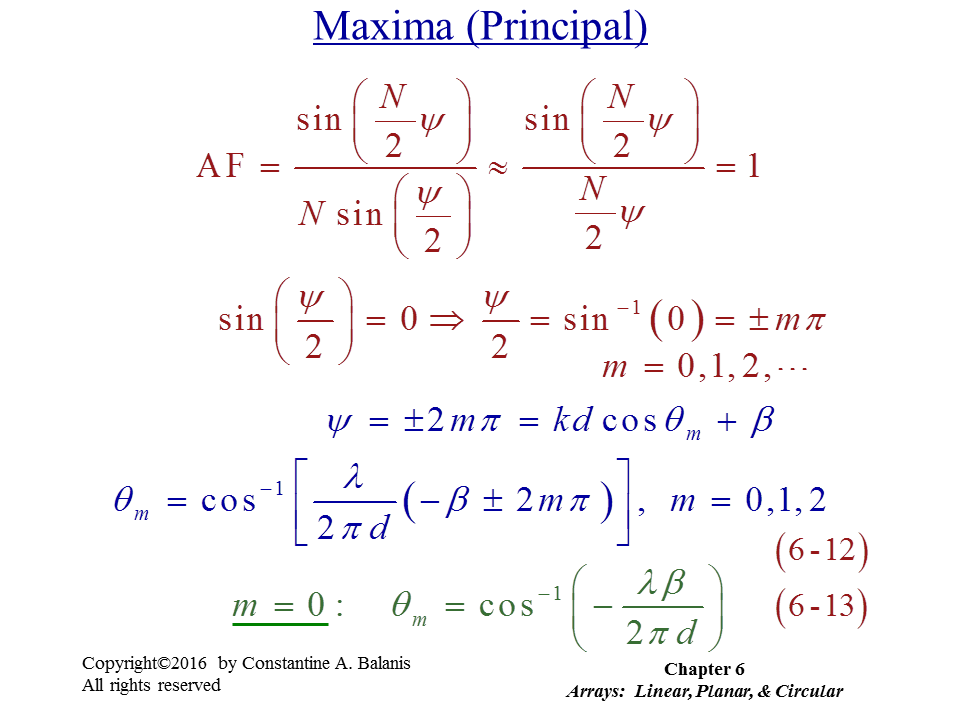 Maxima (Principal)
AF = sin(N/2 ψ) / N sin(ψ/2) ≈ sin(N/2 ψ) / N/2 ψ = 1
sin(ψ/2) = 0 ⇒ ψ/2 = sin⁻¹(0) = ±mπ
m = 0,1,2,⋯
ψ = ±2mπ = kd cosθₘ + β
θₘ = cos⁻¹[λ/2πd (−β ± 2mπ)], m = 0,1,2
(6-12)
m = 0: θₘ = cos⁻¹(−λβ/2πd) (6-13)
Copyright©2016 by Constantine A. Balanis
All rights reserved
Chapter 6
Arrays: Linear, Planar, & Circular